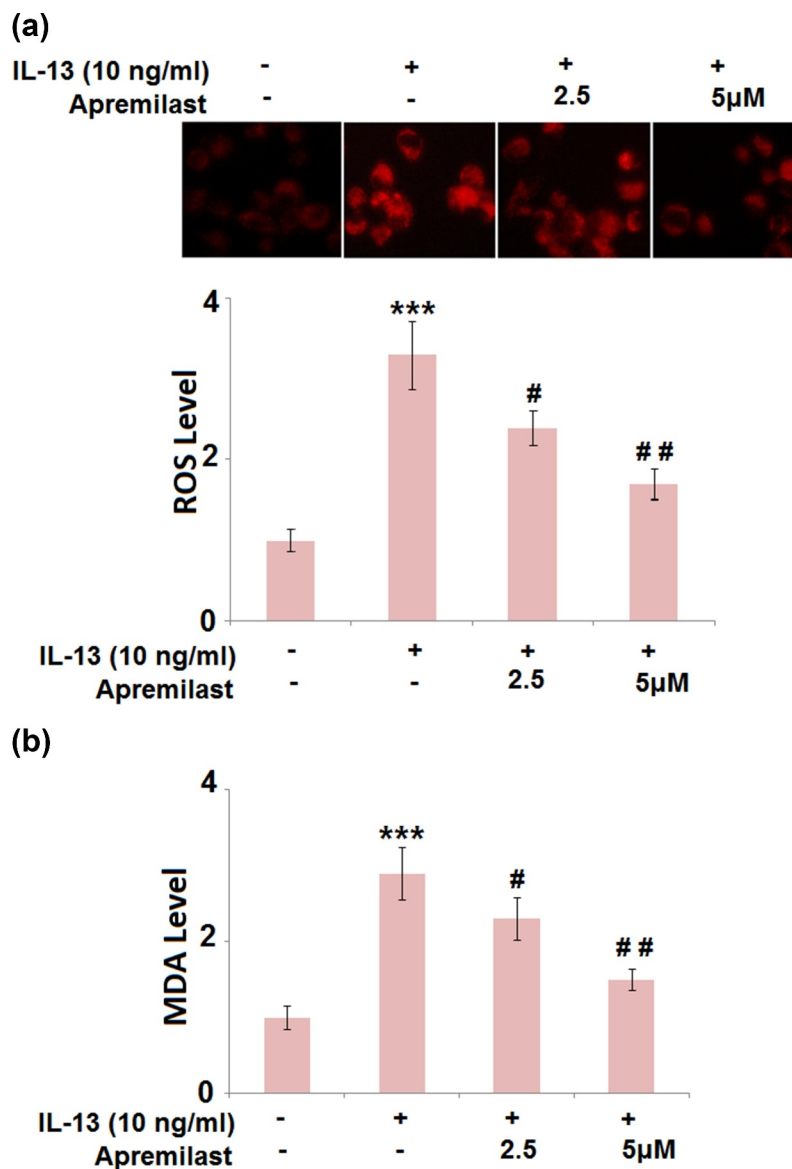 (a)
IL-13 (10 ng/ml) - + + +
Apremilast - - 2.5 5µM
4
***
#
##
ROS Level
2
0
IL-13 (10 ng/ml) - + + +
Apremilast - - 2.5 5µM
(b)
4
***
#
##
MDA Level
2
0
IL-13 (10 ng/ml) - + + +
Apremilast - - 2.5 5µM